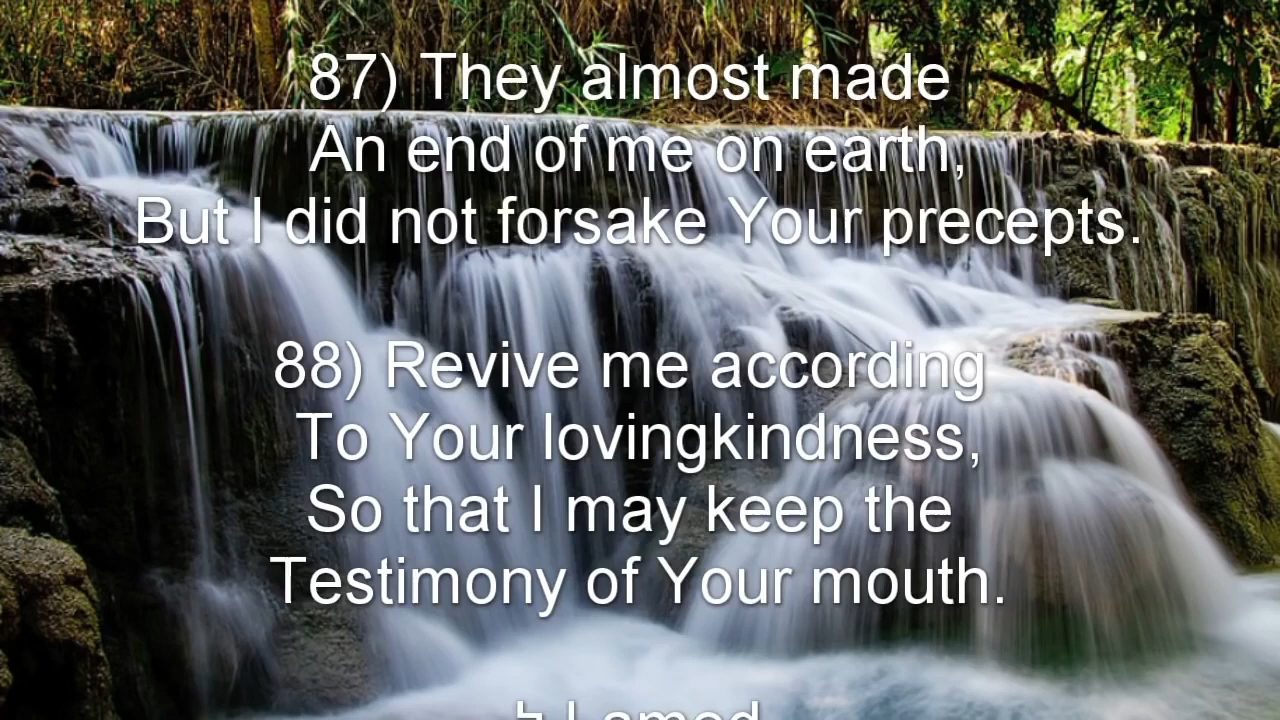 87) They almost made
An end of me on earth,
But I did not forsake Your precepts.
88) Revive me according
To Your lovingkindness,
So that I may keep the
Testimony of Your mouth.
ל Lamed